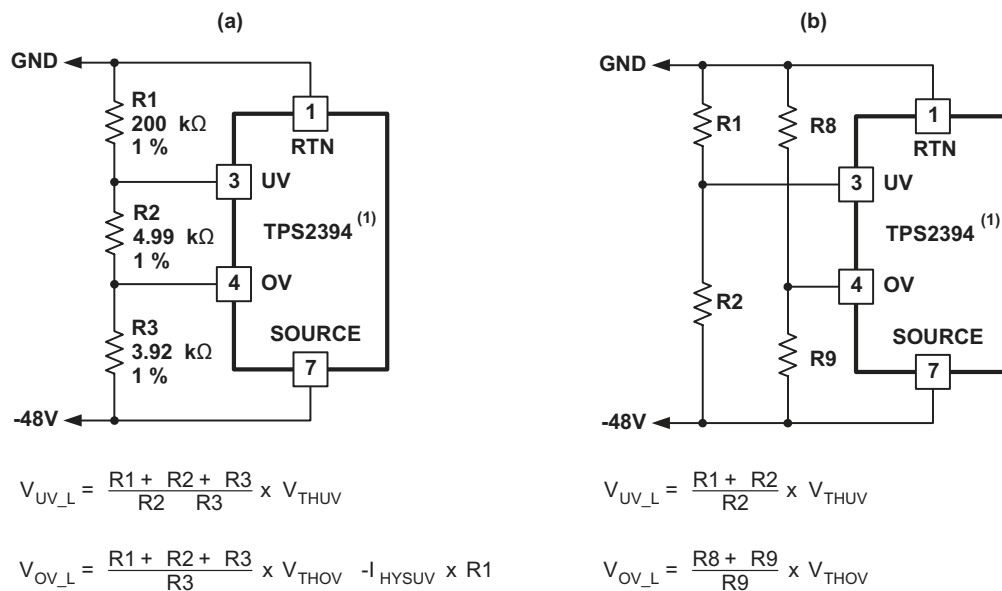 (a)
GND
R1
200 kΩ
1 %
1
RTN
3
UV
R2
4.99 kΩ
1 %
TPS2394 (1)
4
OV
R3
3.92 kΩ
1 %
SOURCE
7
-48V
V_UV_L = R1 + R2 + R3 / R2 R3 x V_THUV
V_OV_L = R1 + R2 + R3 / R3 x V_THOV -I_HYSUV x R1
(b)
GND
R1
R8
1
RTN
3
UV
TPS2394 (1)
R2
4
OV
R9
SOURCE
7
-48V
V_UV_L = R1 + R2 / R2 x V_THUV
V_OV_L = R8 + R9 / R9 x V_THOV